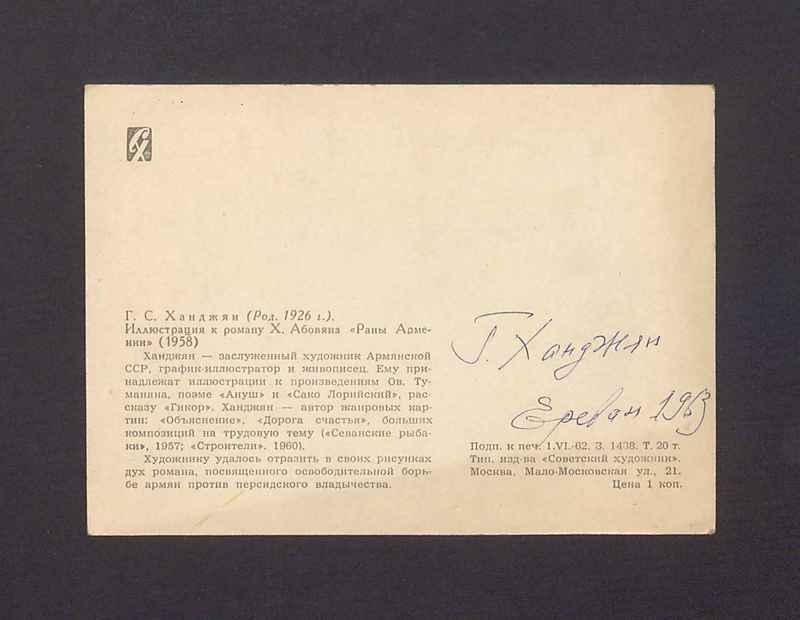 Г. С. Ханджян (Род. 1926 г.).
Иллюстрация к роману Х. Абовяна «Раны Арме-
нии» (1958)
Ханджян — заслуженный художник Армянской
ССР, график-иллюстратор и живописец. Ему при-
надлежат иллюстрации к произведениям Ов. Ту-
маняна, поэме «Ануш» и «Сако Лорийский», рас-
сказу «Гикор». Ханджян — автор жанровых кар-
тин: «Объяснение», «Дорога счастья», больших
композиций на трудовую тему («Севанские рыба-
ки», 1957; «Строители». 1960).
Художнику удалось отразить в своих рисунках
дух романа, посвященного освободительной борь-
бе армян против персидского владычества.
Г. Ханджян
Ереван 1963
Подп. к печ. 1.VI.-62. З. 1438. Т. 20 т.
Тип. изд-ва «Советский художник».
Москва, Мало-Московская ул., 21.
Цена 1 коп.